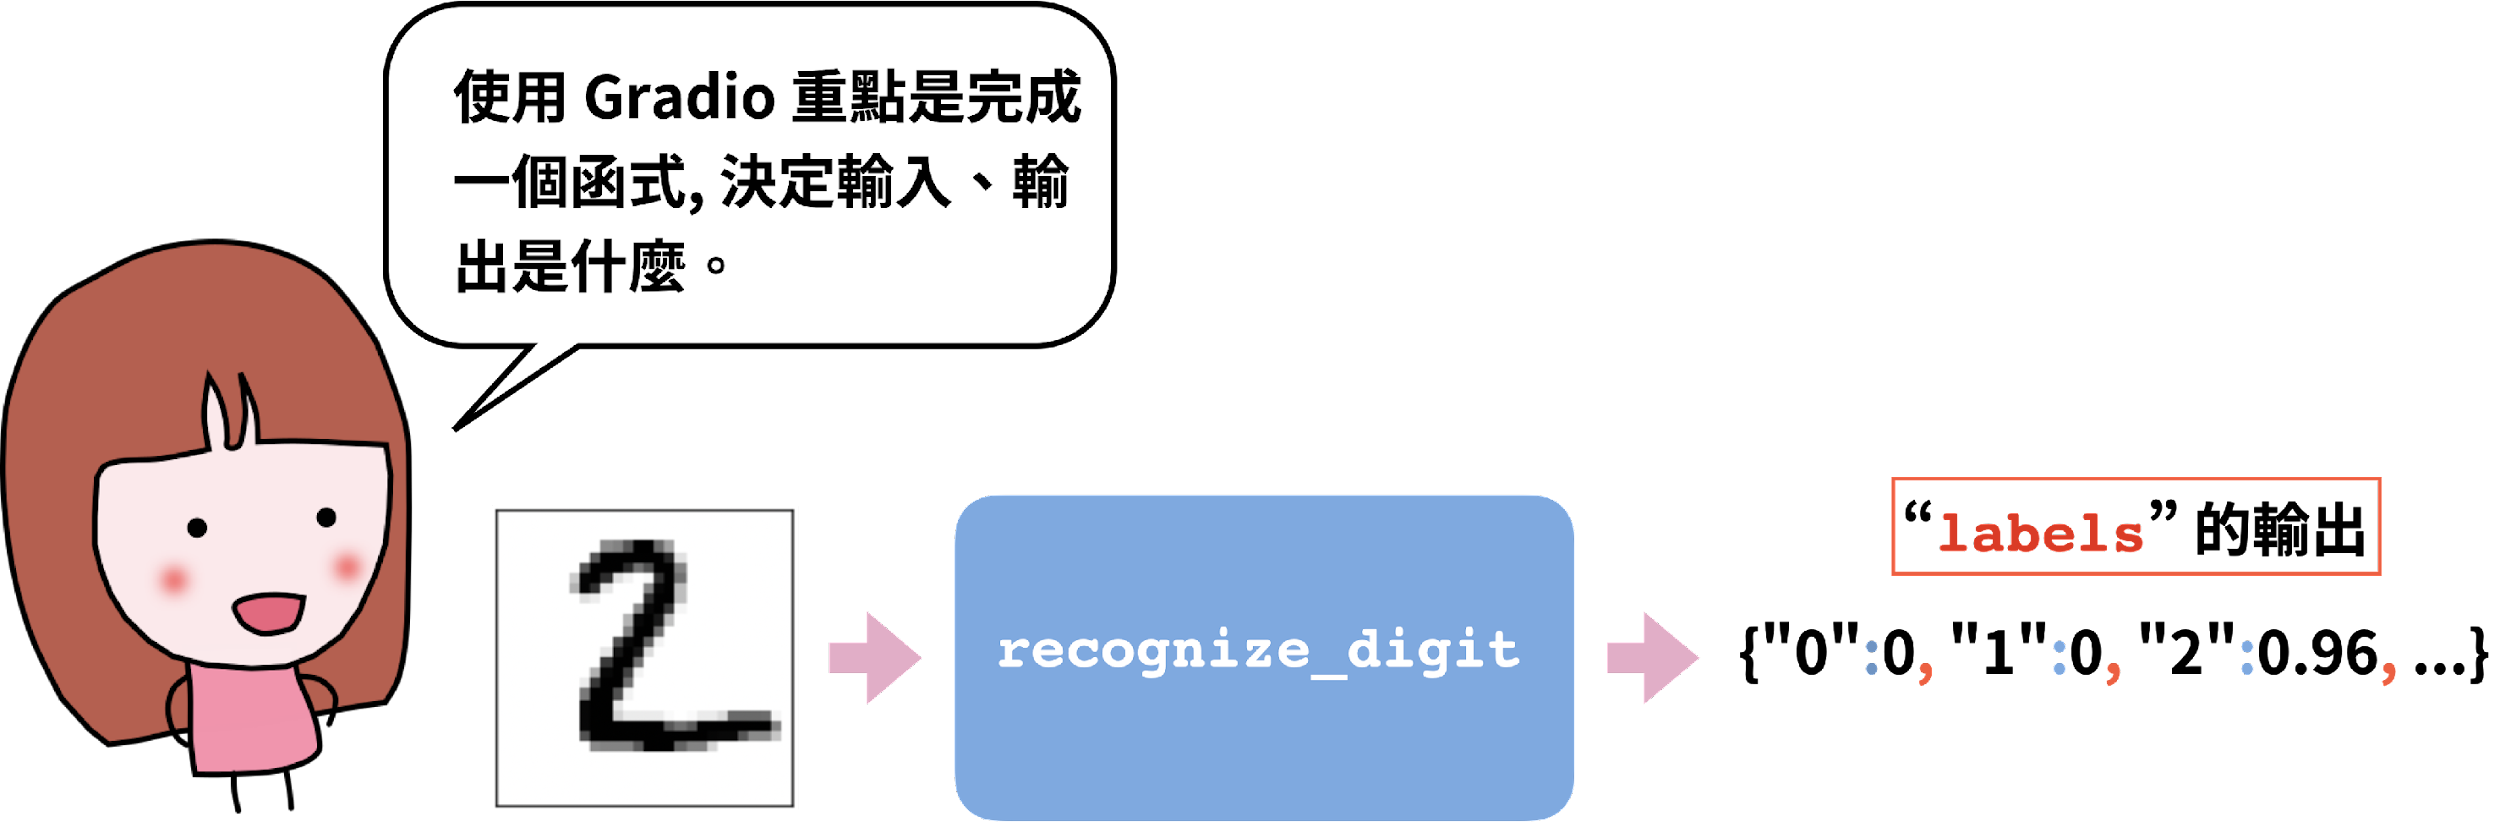 使用 Gradio 重點是完成
一個函式, 決定輸入、輸
出是什麼。
recognize_digit
“labels” 的輸出
{"0":0, "1":0, "2":0.96, ...}